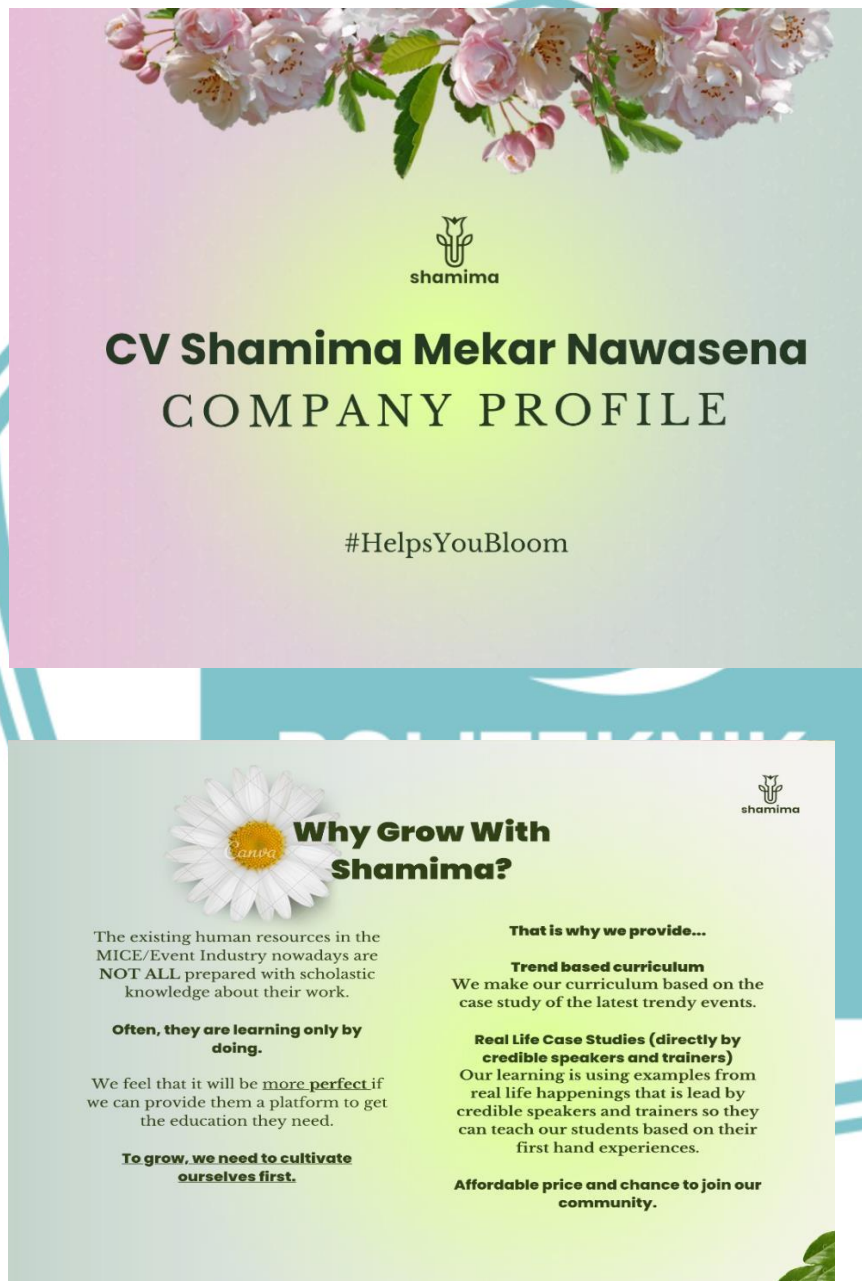 shamima
CV Shamima Mekar Nawasena
COMPANY PROFILE
#HelpsYouBloom
POLITEKNIK
shamima
Canva
Why Grow With
Shamima?
The existing human resources in the
MICE/Event Industry nowadays are
NOT ALL prepared with scholastic
knowledge about their work.
Often, they are learning only by
doing.
We feel that it will be more perfect if
we can provide them a platform to get
the education they need.
To grow, we need to cultivate
ourselves first.
That is why we provide...
Trend based curriculum
We make our curriculum based on the
case study of the latest trendy events.
Real Life Case Studies (directly by
credible speakers and trainers)
Our learning is using examples from
real life happenings that is lead by
credible speakers and trainers so they
can teach our students based on their
first hand experiences.
Affordable price and chance to join our
community.